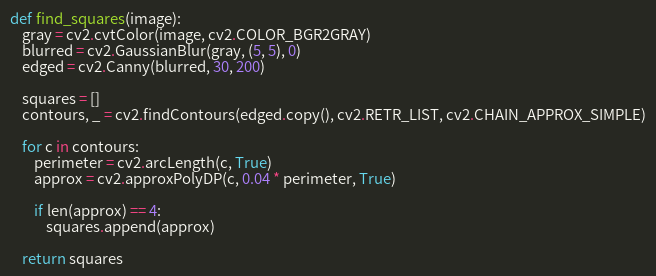 def find_squares(image):
    gray = cv2.cvtColor(image, cv2.COLOR_BGR2GRAY)
    blurred = cv2.GaussianBlur(gray, (5, 5), 0)
    edged = cv2.Canny(blurred, 30, 200)

    squares = []
    contours, _ = cv2.findContours(edged.copy(), cv2.RETR_LIST, cv2.CHAIN_APPROX_SIMPLE)

    for c in contours:
        perimeter = cv2.arcLength(c, True)
        approx = cv2.approxPolyDP(c, 0.04 * perimeter, True)

        if len(approx) == 4:
            squares.append(approx)

    return squares